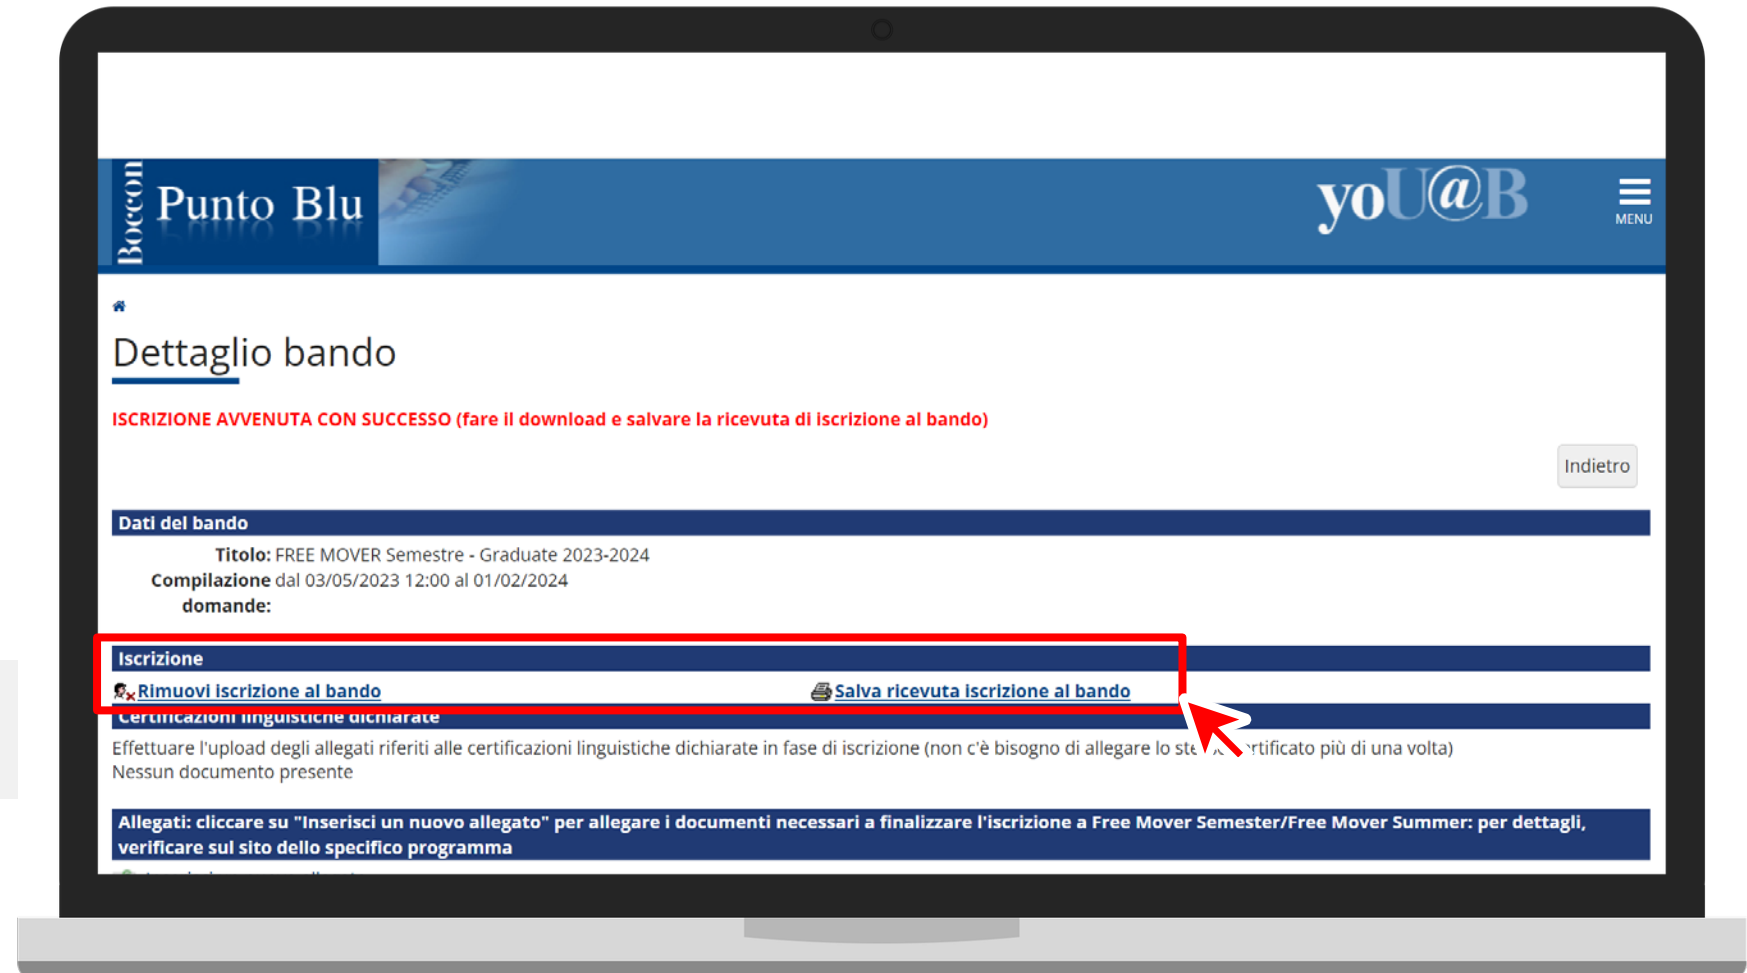 Boccon
Punto Blu
yoU@B
MENU
Dettaglio bando
ISCRIZIONE AVVENUTA CON SUCCESSO (fare il download e salvare la ricevuta di iscrizione al bando)
Indietro
Dati del bando
Titolo: FREE MOVER Semestre - Graduate 2023-2024
Compilazione dal 03/05/2023 12:00 al 01/02/2024
domande:
Iscrizione
Rimuovi iscrizione al bando
Salva ricevuta iscrizione al bando
Certificazioni linguistiche dichiarate
Effettuare l'upload degli allegati riferiti alle certificazioni linguistiche dichiarate in fase di iscrizione (non c'è bisogno di allegare lo certificato più di una volta)
Nessun documento presente
Allegati: cliccare su "Inserisci un nuovo allegato" per allegare i documenti necessari a finalizzare l'iscrizione a Free Mover Semester/Free Mover Summer: per dettagli,
verificare sul sito dello specifico programma